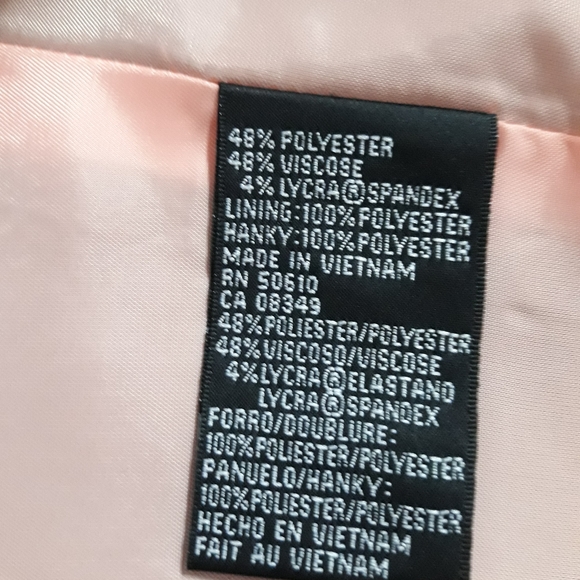 48% POLYESTER
48% VISCOSE
4% LYCRA®SPANDEX
LINING:100% POLYESTER
HANKY:100% POLYESTER
MADE IN VIETNAM
RN 50610
CA 08349
48%POLIESTER/POLYESTER
48%VISCOSO/VISCOSE
4%LYCRA®ELASTANO
LYCRA®SPANDEX
FORRO/DOUBLURE:
100%POLIESTER/POLYESTER
PANUELO/HANKY:
100%POLIESTER/POLYESTER
HECHO EN VIETNAM
FAIT AU VIETNAM